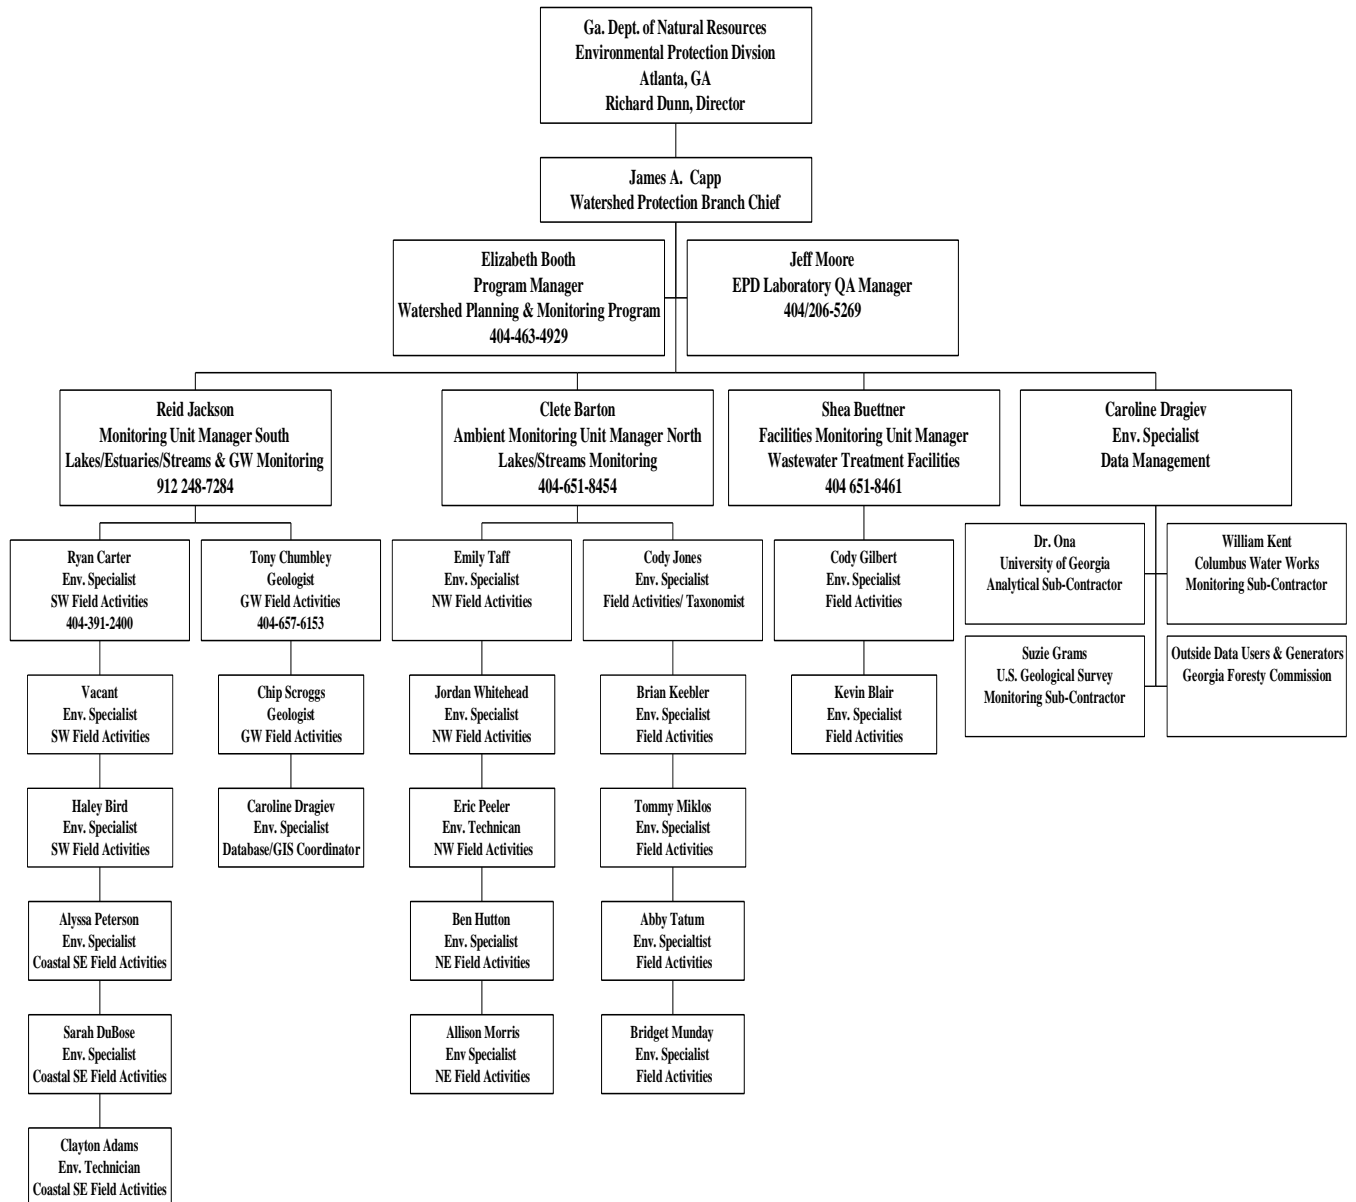 Ga. Dept. of Natural Resources
Environmental Protection Divsion
Atlanta, GA
Richard Dunn, Director
James A. Capp
Watershed Protection Branch Chief
Elizabeth Booth
Program Manager
Watershed Planning & Monitoring Program
404-463-4929
Jeff Moore
EPD Laboratory QA Manager
404/206-5269
Reid Jackson
Monitoring Unit Manager South
Lakes/Estuaries/Streams & GW Monitoring
912 248-7284
Clete Barton
Ambient Monitoring Unit Manager North
Lakes/Streams Monitoring
404-651-8454
Shea Buettner
Facilities Monitoring Unit Manager
Wastewater Treatment Facilities
404 651-8461
Caroline Dragiev
Env. Specialist
Data Management
Ryan Carter
Env. Specialist
SW Field Activities
404-391-2400
Tony Chumbley
Geologist
GW Field Activities
404-657-6153
Emily Taff
Env. Specialist
NW Field Activities
Cody Jones
Env. Specialist
Field Activities/ Taxonomist
Cody Gilbert
Env. Specialist
Field Activities
Dr. Ona
University of Georgia
Analytical Sub-Contractor
William Kent
Columbus Water Works
Monitoring Sub-Contractor
Suzie Grams
U.S. Geological Survey
Monitoring Sub-Contractor
Outside Data Users & Generators
Georgia Foresty Commission
Vacant
Env. Specialist
SW Field Activities
Chip Scroggs
Geologist
GW Field Activities
Jordan Whitehead
Env. Specialist
NW Field Activities
Brian Keebler
Env. Specialist
Field Activities
Kevin Blair
Env. Specialist
Field Activities
Haley Bird
Env. Specialist
SW Field Activities
Caroline Dragiev
Env. Specialist
Database/GIS Coordinator
Eric Peeler
Env. Technican
NW Field Activities
Tommy Miklos
Env. Specialist
Field Activities
Alyssa Peterson
Env. Specialist
Coastal SE Field Activities
Ben Hutton
Env. Specialist
NE Field Activities
Abby Tatum
Env. Specialtist
Field Activities
Sarah DuBose
Env. Specialist
Coastal SE Field Activities
Allison Morris
Env Specialist
NE Field Activities
Bridget Munday
Env. Specialist
Field Activities
Clayton Adams
Env. Technician
Coastal SE Field Activities